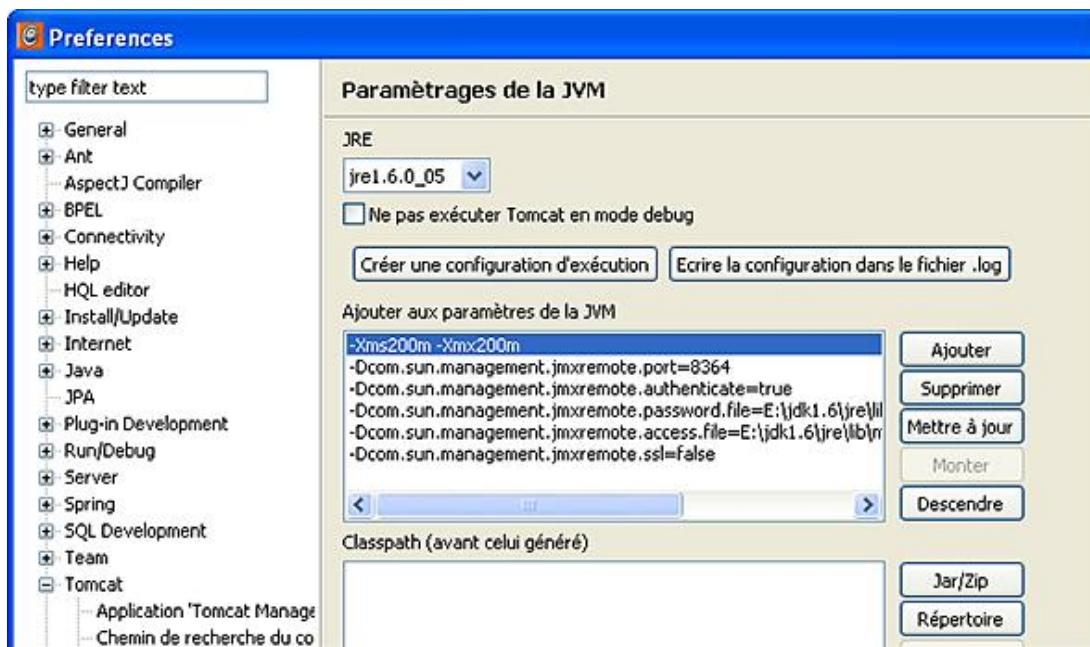 Preferences
type filter text
General
Ant
AspectJ Compiler
BPEL
Connectivity
Help
HQL editor
Install/Update
Internet
Java
JPA
Plug-in Development
Run/Debug
Server
Spring
SQL Development
Team
Tomcat
Application 'Tomcat Manage
Chemin de recherche du co
Paramètrages de la JVM
JRE
jre1.6.0_05
Ne pas exécuter Tomcat en mode debug
Créer une configuration d'exécution Ecrire la configuration dans le fichier .log
Ajouter aux paramètres de la JVM
-Xms200m -Xmx200m
-Dcom.sun.management.jmxremote.port=8364
-Dcom.sun.management.jmxremote.authenticate=true
-Dcom.sun.management.jmxremote.password.file=E:\jdk1.6\jre\li
-Dcom.sun.management.jmxremote.access.file=E:\jdk1.6\jre\lib\m
-Dcom.sun.management.jmxremote.ssl=false
Ajouter
Supprimer
Mettre à jour
Monter
Descendre
Classpath (avant celui généré)
Jar/Zip
Répertoire